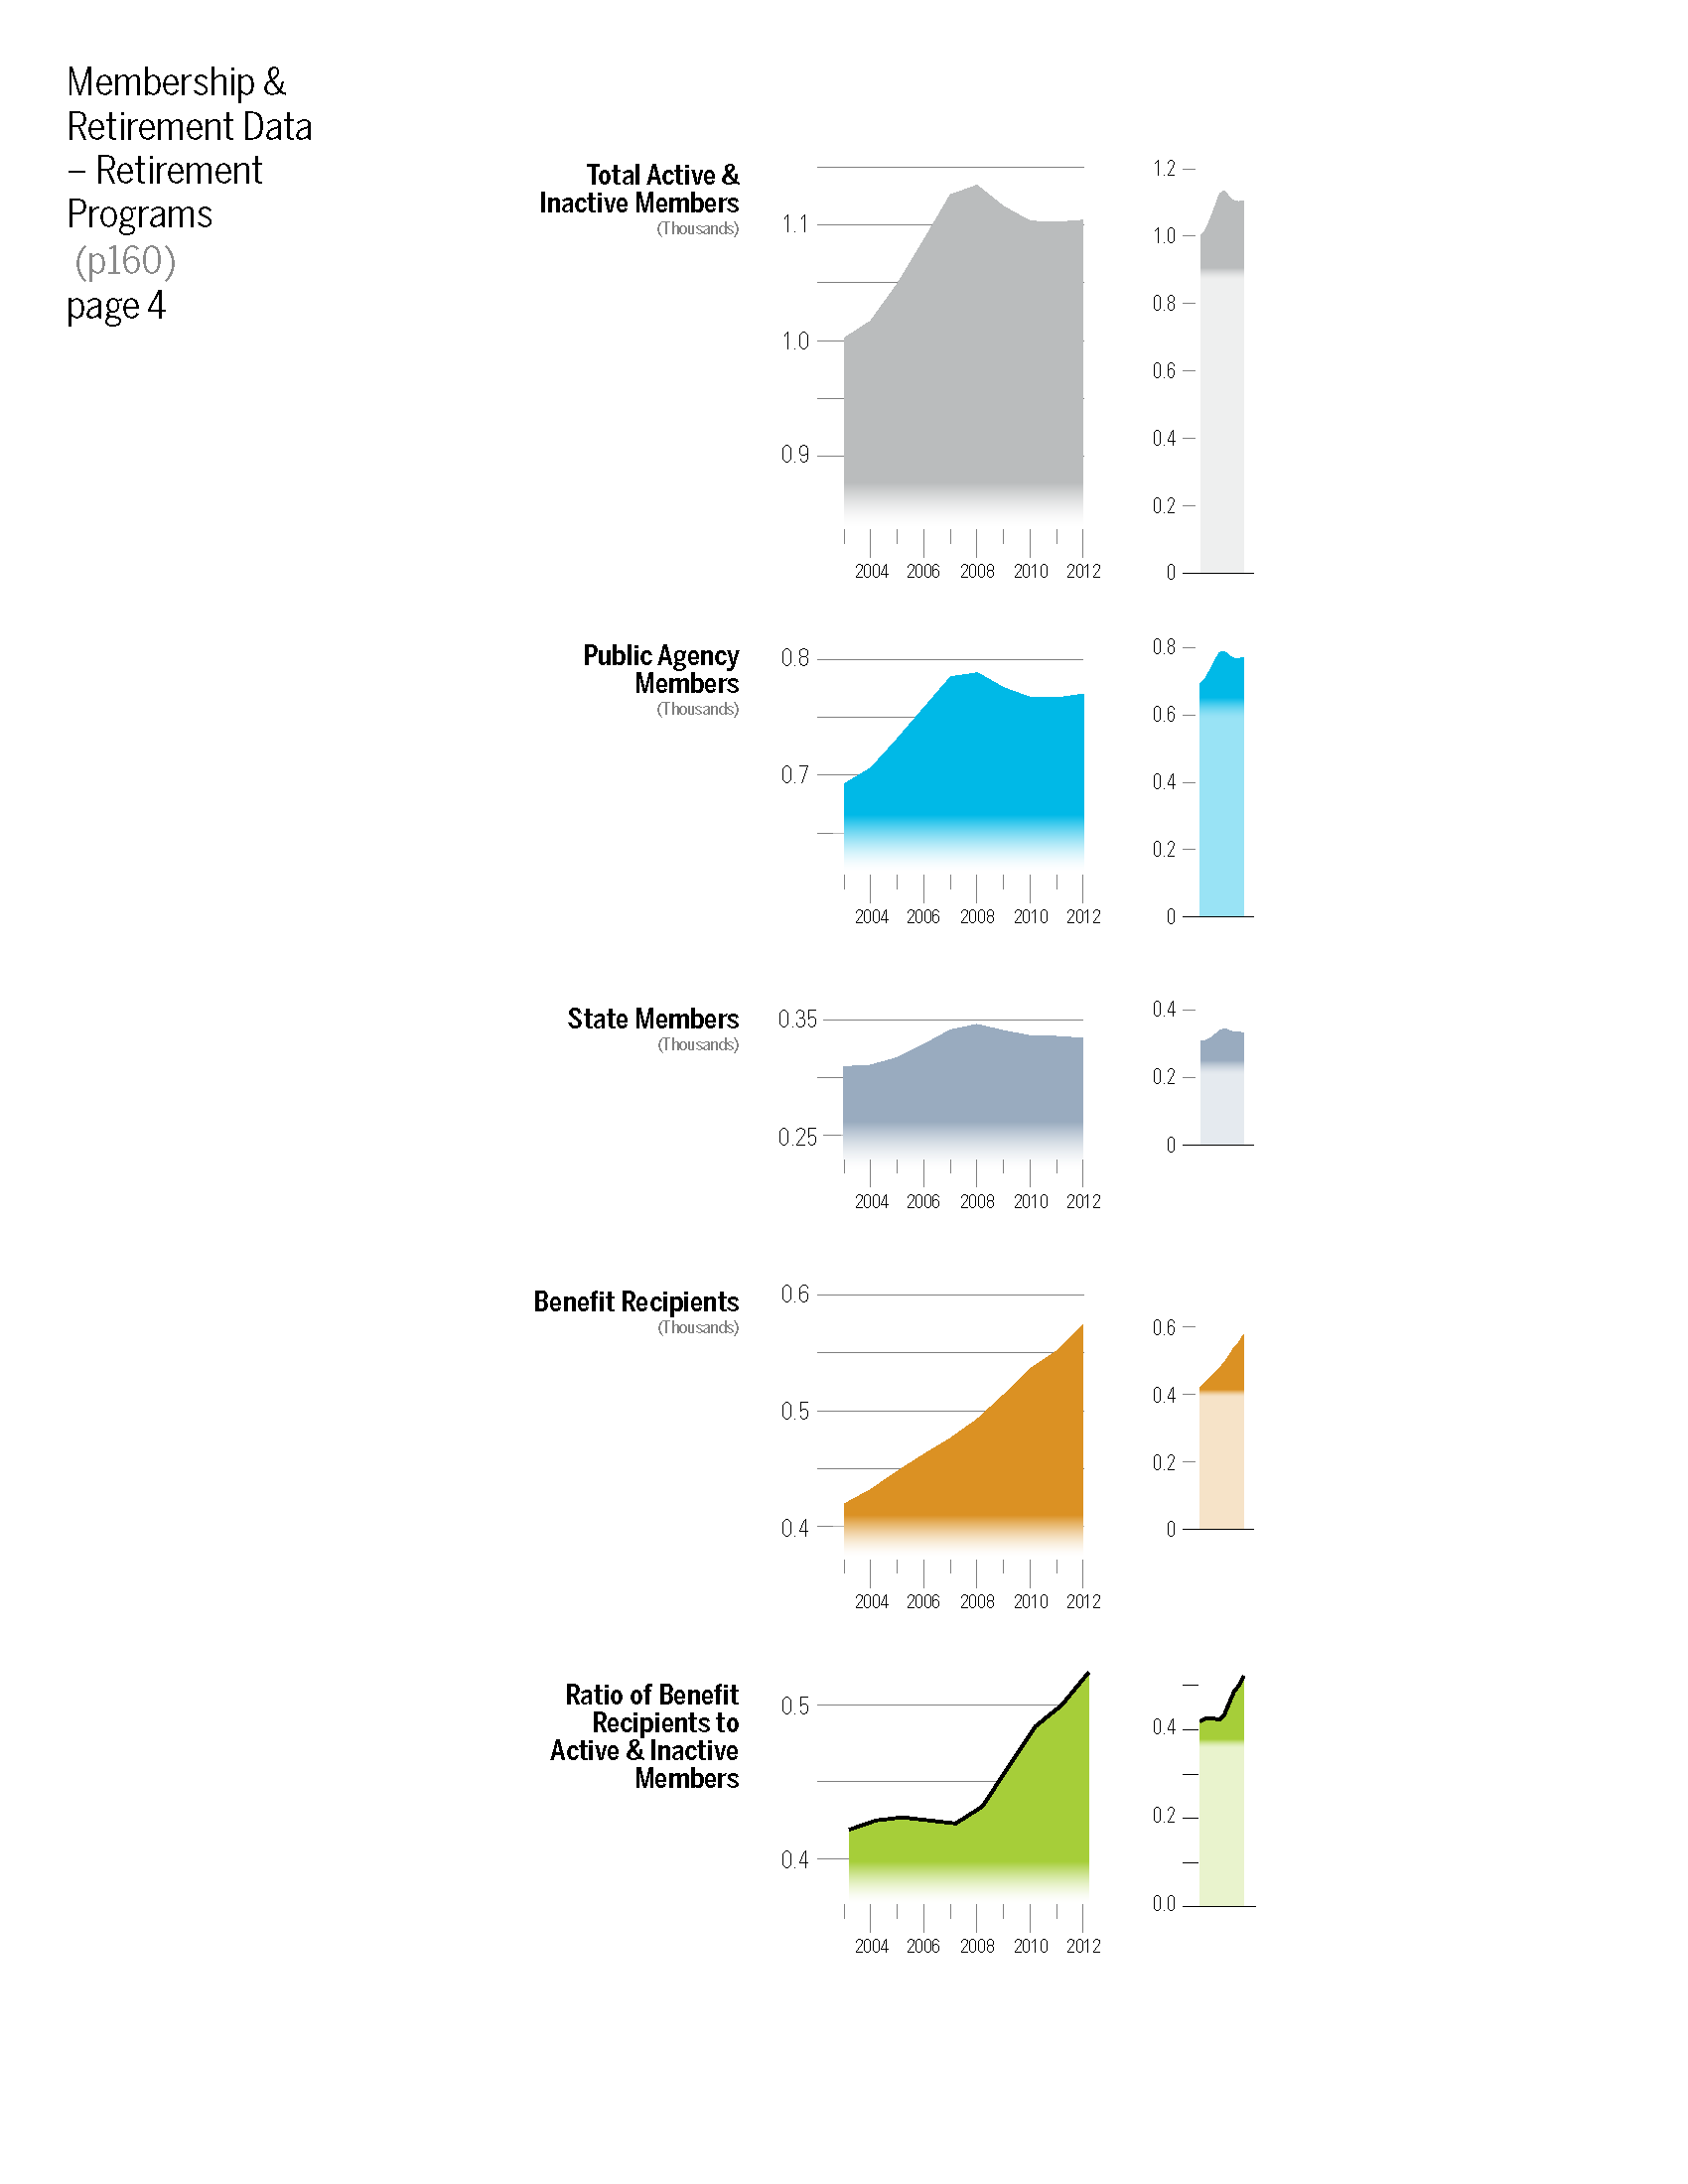 Membership &
Retirement Data
– Retirement
Programs
(p160)
page 4
Total Active &
Inactive Members
(Thousands)
1.1
1.0
0.9
2004 2006 2008 2010 2012
1.2
1.0
0.8
0.6
0.4
0.2
0
Public Agency
Members
(Thousands)
0.8
0.7
2004 2006 2008 2010 2012
0.8
0.6
0.4
0.2
0
State Members
(Thousands)
0.35
0.25
2004 2006 2008 2010 2012
0.4
0.2
0
Benefit Recipients
(Thousands)
0.6
0.5
0.4
2004 2006 2008 2010 2012
0.6
0.4
0.2
0
Ratio of Benefit
Recipients to
Active & Inactive
Members
0.5
0.4
2004 2006 2008 2010 2012
0.4
0.2
0.0